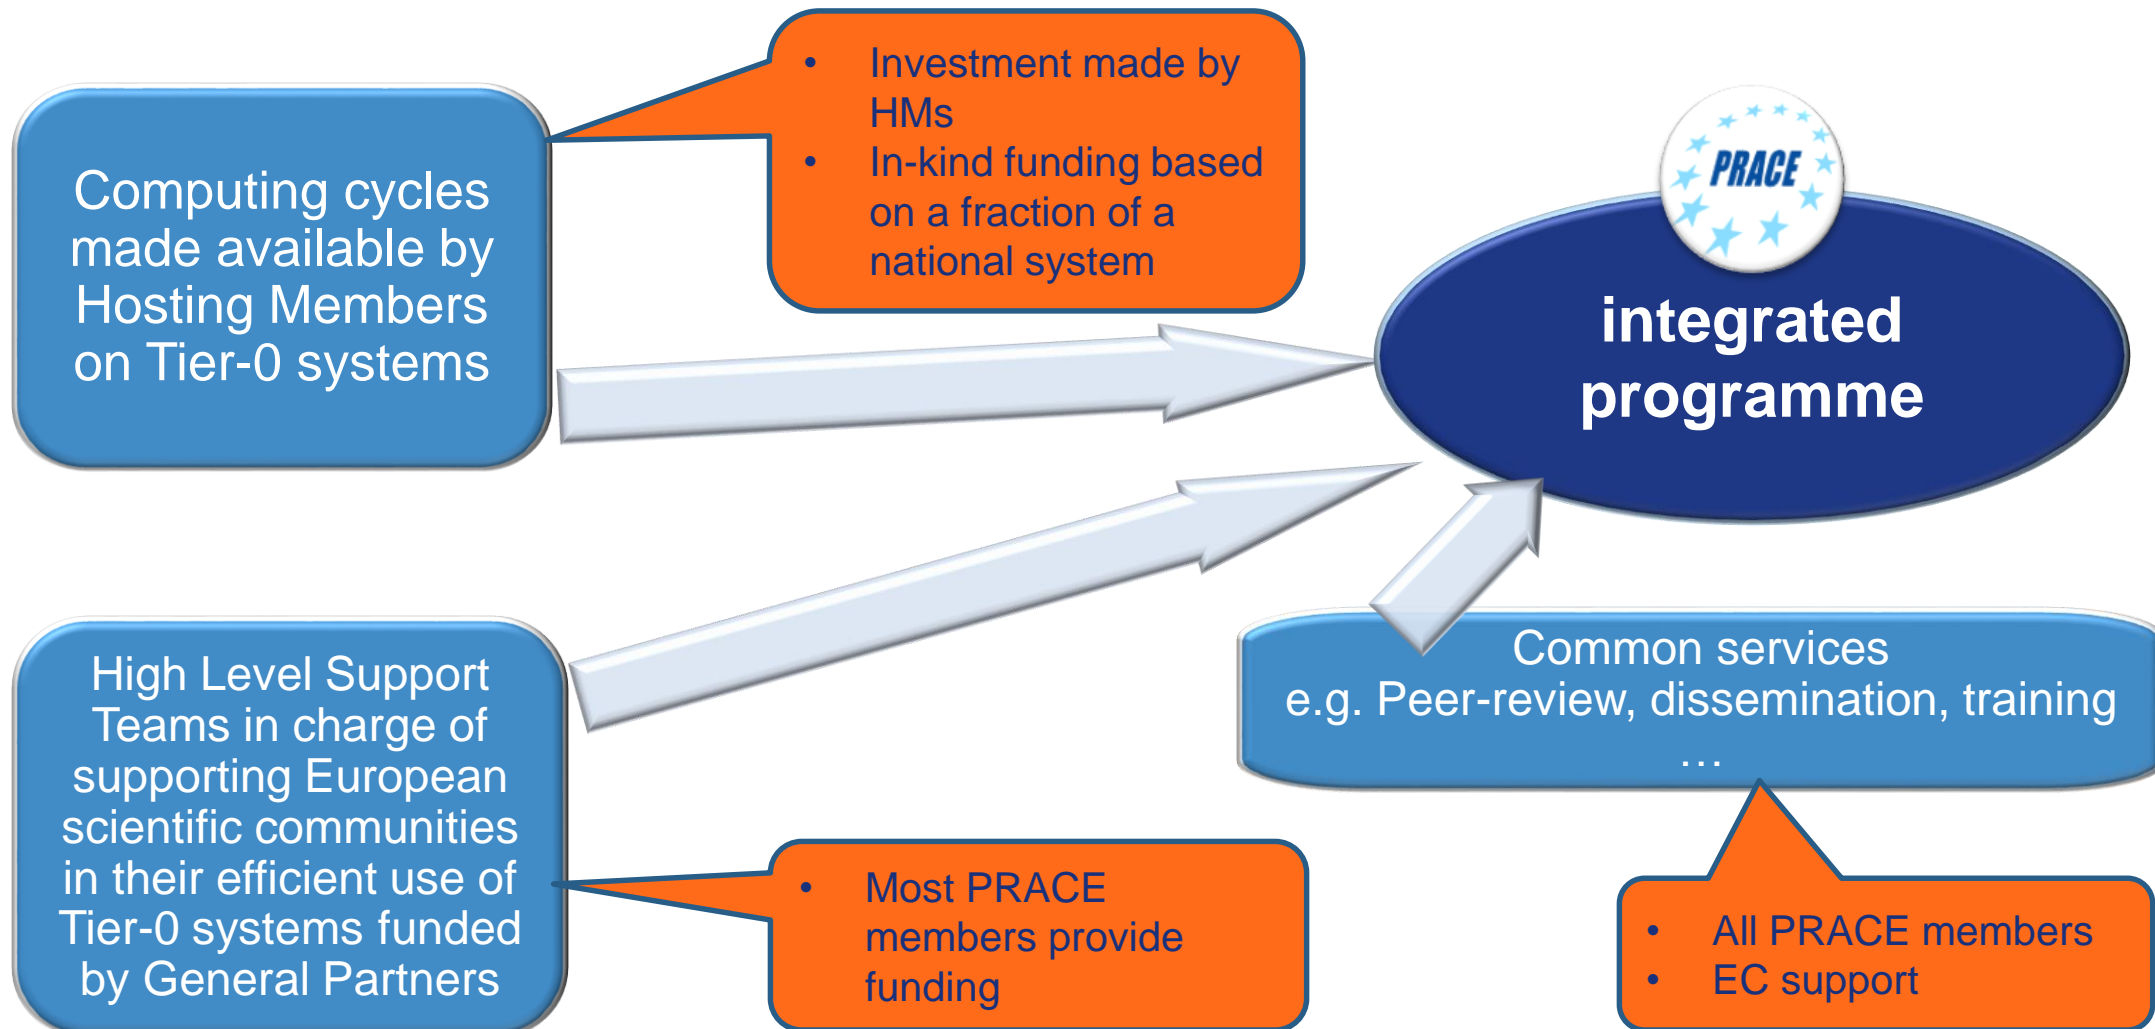 Computing cycles
made available by
Hosting Members
on Tier-0 systems
• Investment made by
HMs
• In-kind funding based
on a fraction of a
national system
PRACE
integrated
programme
High Level Support
Teams in charge of
supporting European
scientific communities
in their efficient use of
Tier-0 systems funded
by General Partners
• Most PRACE
members provide
funding
Common services
e.g. Peer-review, dissemination, training
…
• All PRACE members
• EC support